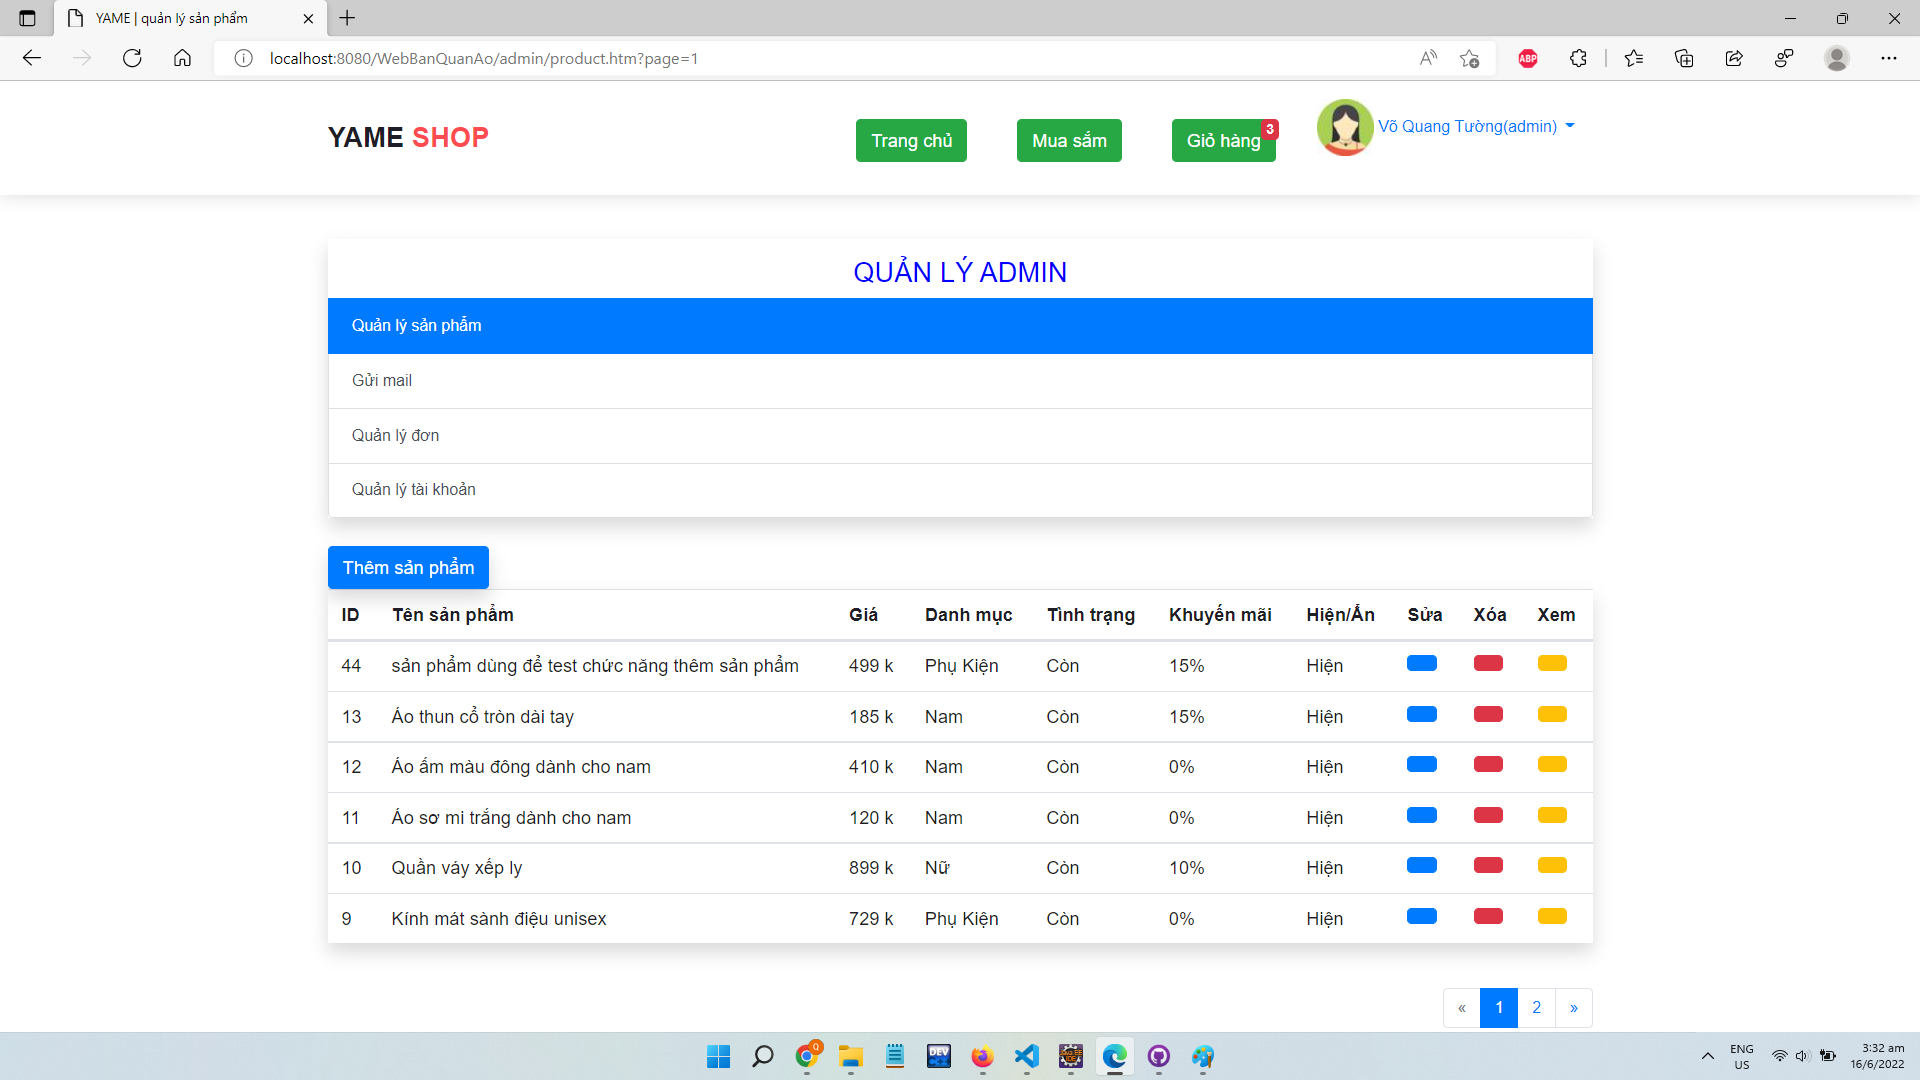 YAME | quản lý sản phẩm
localhost:8080/WebBanQuanAo/admin/product.htm?page=1
ABP
YAME SHOP
Trang chủ
Mua sắm
Giỏ hàng
3
Võ Quang Tường(admin)
QUẢN LÝ ADMIN
Quản lý sản phẩm
Gửi mail
Quản lý đơn
Quản lý tài khoản
Thêm sản phẩm
ID Tên sản phẩm Giá Danh mục Tình trạng Khuyến mãi Hiện/Ẩn Sửa Xóa Xem
44 sản phẩm dùng để test chức năng thêm sản phẩm 499 k Phụ Kiện Còn 15% Hiện
13 Áo thun cổ tròn dài tay 185 k Nam Còn 15% Hiện
12 Áo ấm màu đông dành cho nam 410 k Nam Còn 0% Hiện
11 Áo sơ mi trắng dành cho nam 120 k Nam Còn 0% Hiện
10 Quần váy xếp ly 899 k Nữ Còn 10% Hiện
9 Kính mát sành điệu unisex 729 k Phụ Kiện Còn 0% Hiện
« 1 2 »
Q
DEV
ENG
US
3:32 am
16/6/2022